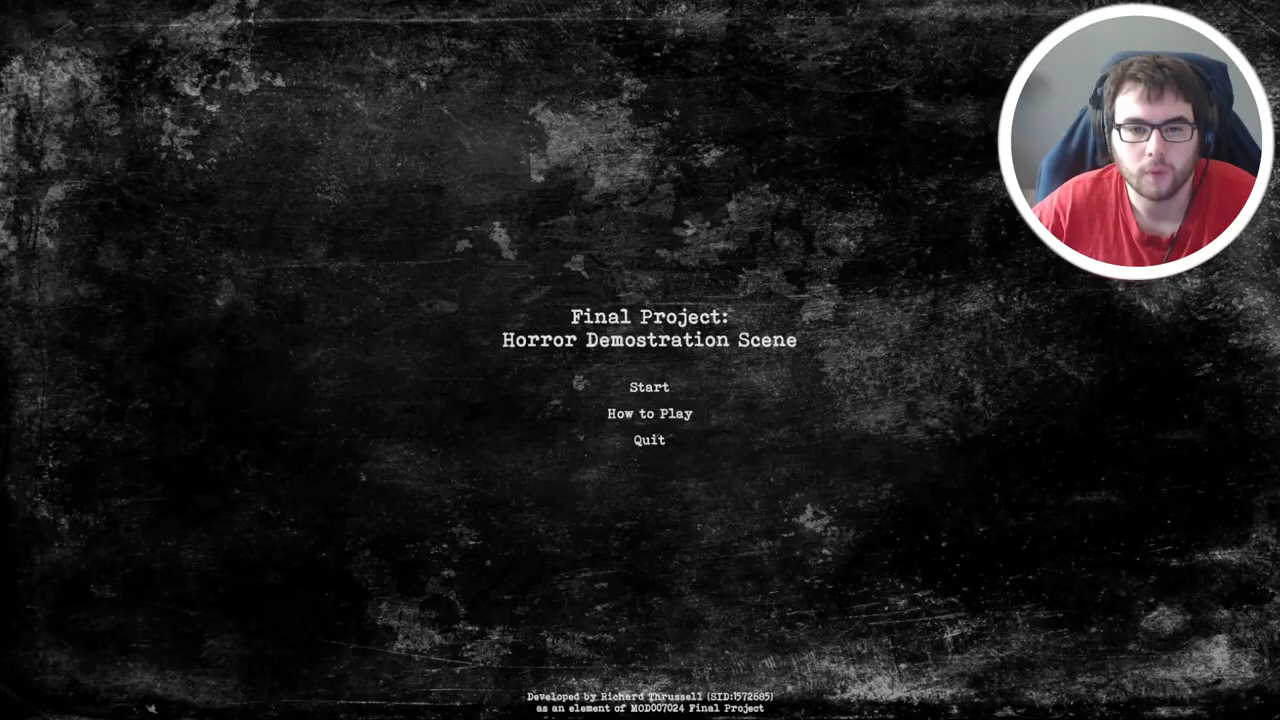 Final Project:
Horror Demostration Scene
Start
How to Play
Quit
Developed by Richard Thrussell (SID:1572685)
as an element of MOD007024 Final Project